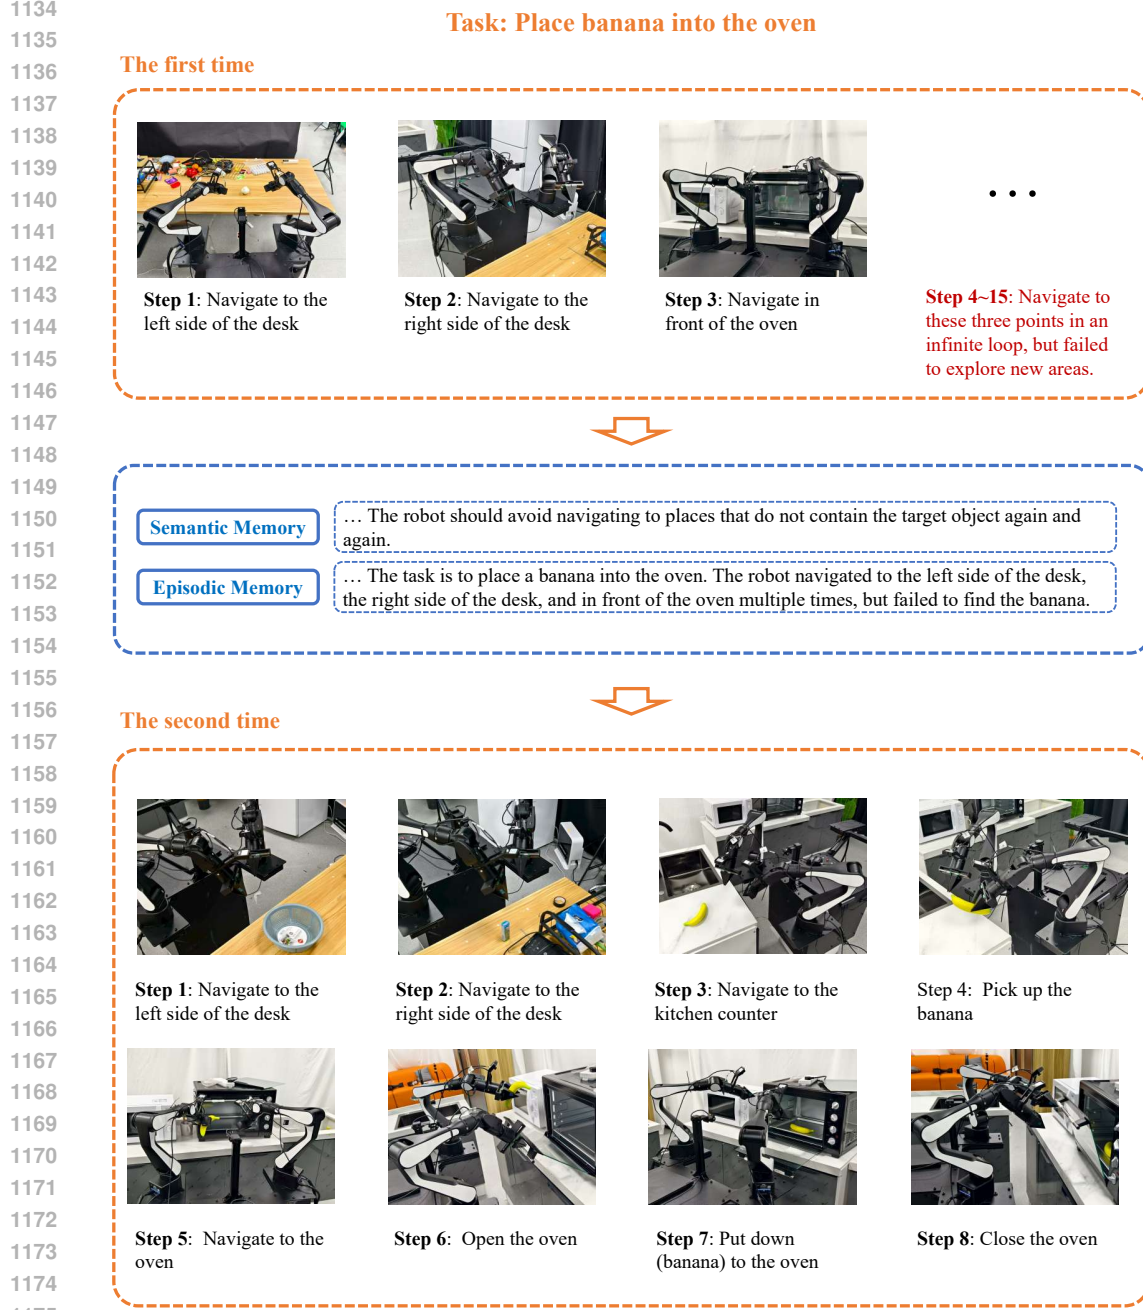 1134
Task: Place banana into the oven
1135
The first time
1136
1137
1138
1139
1140
...
1141
1142
1143
Step 1: Navigate to the
left side of the desk
Step 2: Navigate to the
right side of the desk
Step 3: Navigate in
front of the oven
Step 4~15: Navigate to
these three points in an
infinite loop, but failed
to explore new areas.
1144
1145
1146
1147
1148
1149
1150
Semantic Memory
… The robot should avoid navigating to places that do not contain the target object again and
again.
1151
1152
Episodic Memory
… The task is to place a banana into the oven. The robot navigated to the left side of the desk,
the right side of the desk, and in front of the oven multiple times, but failed to find the banana.
1153
1154
1155
1156
The second time
1157
1158
1159
1160
1161
1162
1163
1164
1165
Step 1: Navigate to the
left side of the desk
Step 2: Navigate to the
right side of the desk
Step 3: Navigate to the
kitchen counter
Step 4: Pick up the
banana
1166
1167
1168
1169
1170
1171
1172
1173
Step 5: Navigate to the
oven
Step 6: Open the oven
Step 7: Put down
(banana) to the oven
Step 8: Close the oven
1174